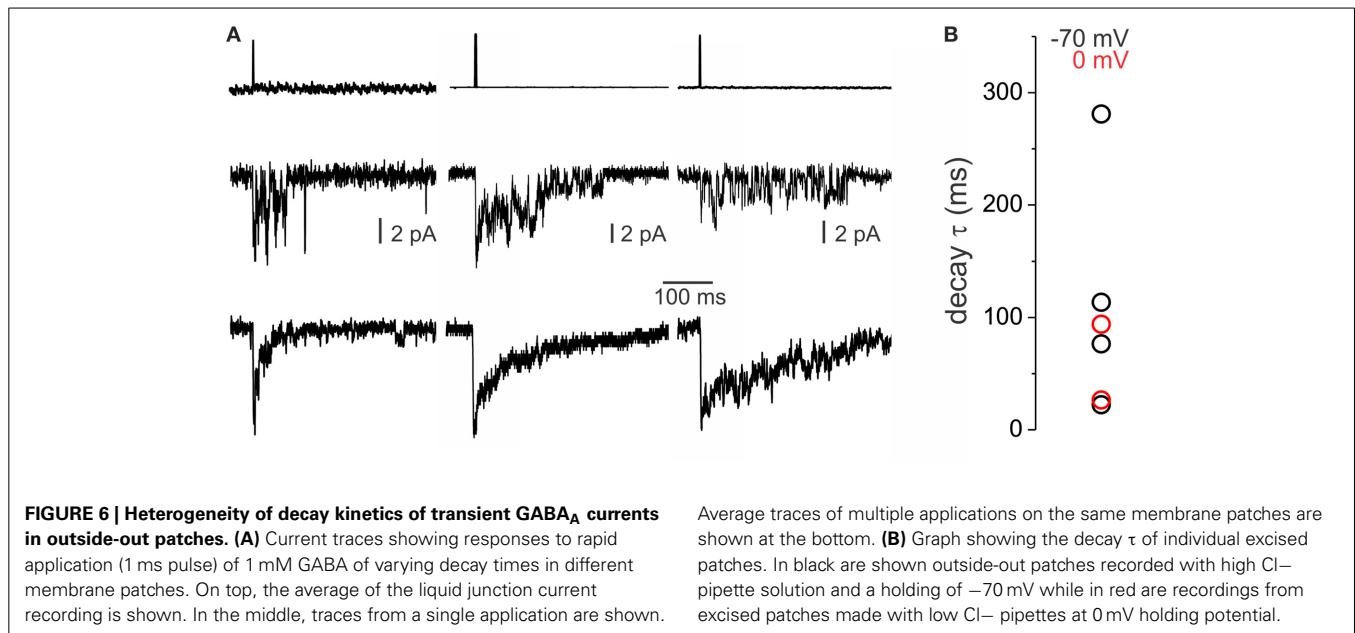 A
2 pA
2 pA
2 pA
100 ms
B
-70 mV
0 mV
300
200
100
0
decay τ (ms)
FIGURE 6 | Heterogeneity of decay kinetics of transient GABAA currents
in outside-out patches. (A) Current traces showing responses to rapid
application (1 ms pulse) of 1 mM GABA of varying decay times in different
membrane patches. On top, the average of the liquid junction current
recording is shown. In the middle, traces from a single application are shown.
Average traces of multiple applications on the same membrane patches are
shown at the bottom. (B) Graph showing the decay τ of individual excised
patches. In black are shown outside-out patches recorded with high Cl−
pipette solution and a holding of −70 mV while in red are recordings from
excised patches made with low Cl− pipettes at 0 mV holding potential.